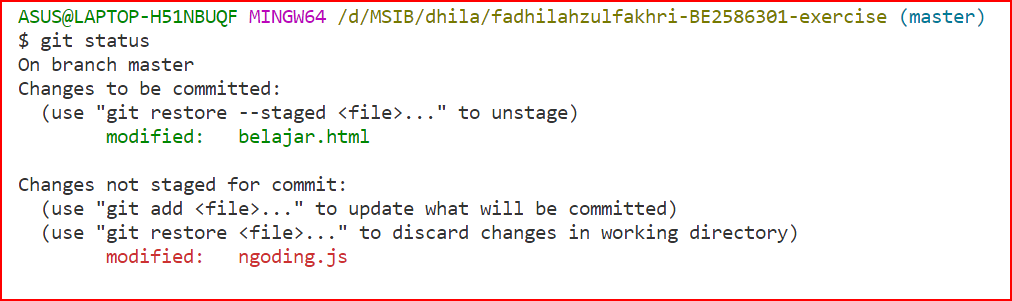 ASUS@LAPTOP-H51NBUQF MINGW64 /d/MSIB/dhila/fadhilahzulfakhri-BE2586301-exercise (master)
$ git status
On branch master
Changes to be committed:
  (use "git restore --staged <file>..." to unstage)
        modified:   belajar.html

Changes not staged for commit:
  (use "git add <file>..." to update what will be committed)
  (use "git restore <file>..." to discard changes in working directory)
        modified:   ngoding.js